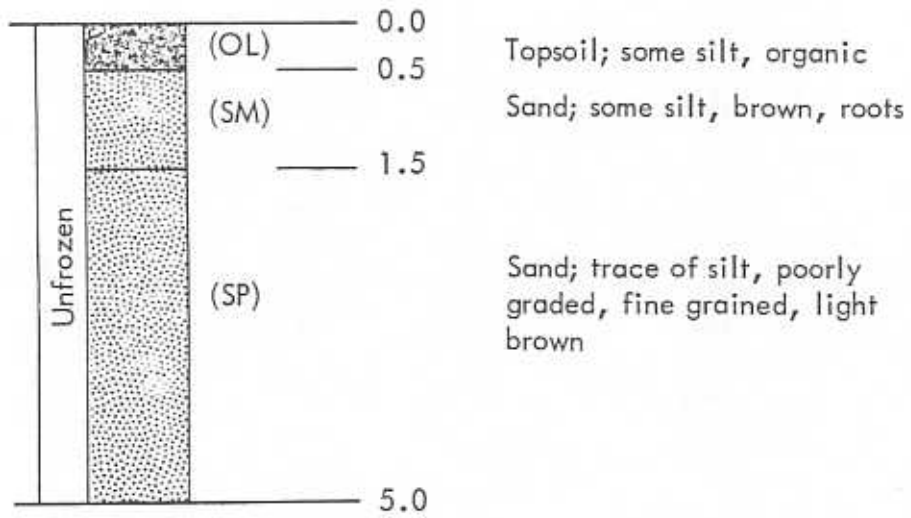 0.0
(OL)
Topsoil; some silt, organic
0.5
(SM)
Sand; some silt, brown, roots
1.5
Unfrozen
(SP)
Sand; trace of silt, poorly
graded, fine grained, light
brown
5.0